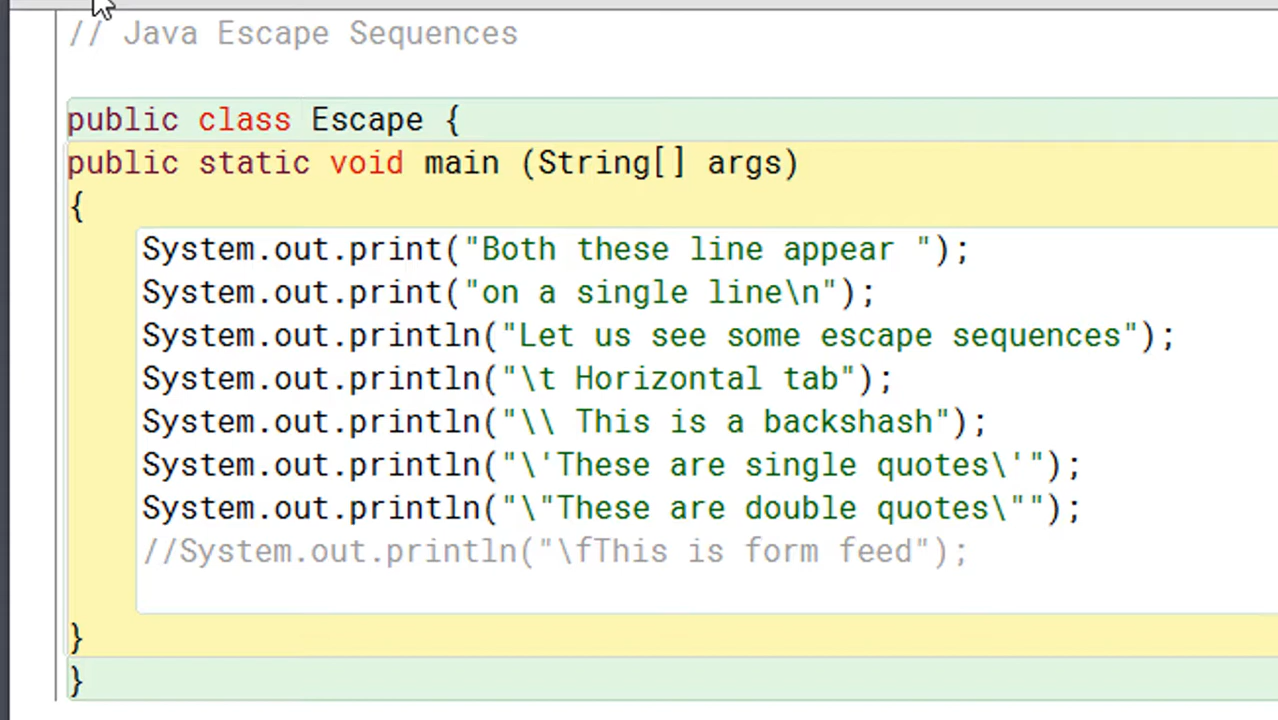 // Java Escape Sequences
public class Escape {
public static void main (String[] args)
{
System.out.print("Both these line appear ");
System.out.print("on a single line\n");
System.out.println("Let us see some escape sequences");
System.out.println("\t Horizontal tab");
System.out.println("\\ This is a backshash");
System.out.println("\'These are single quotes\'");
System.out.println("\"These are double quotes\"");
//System.out.println("\fThis is form feed");
}
}